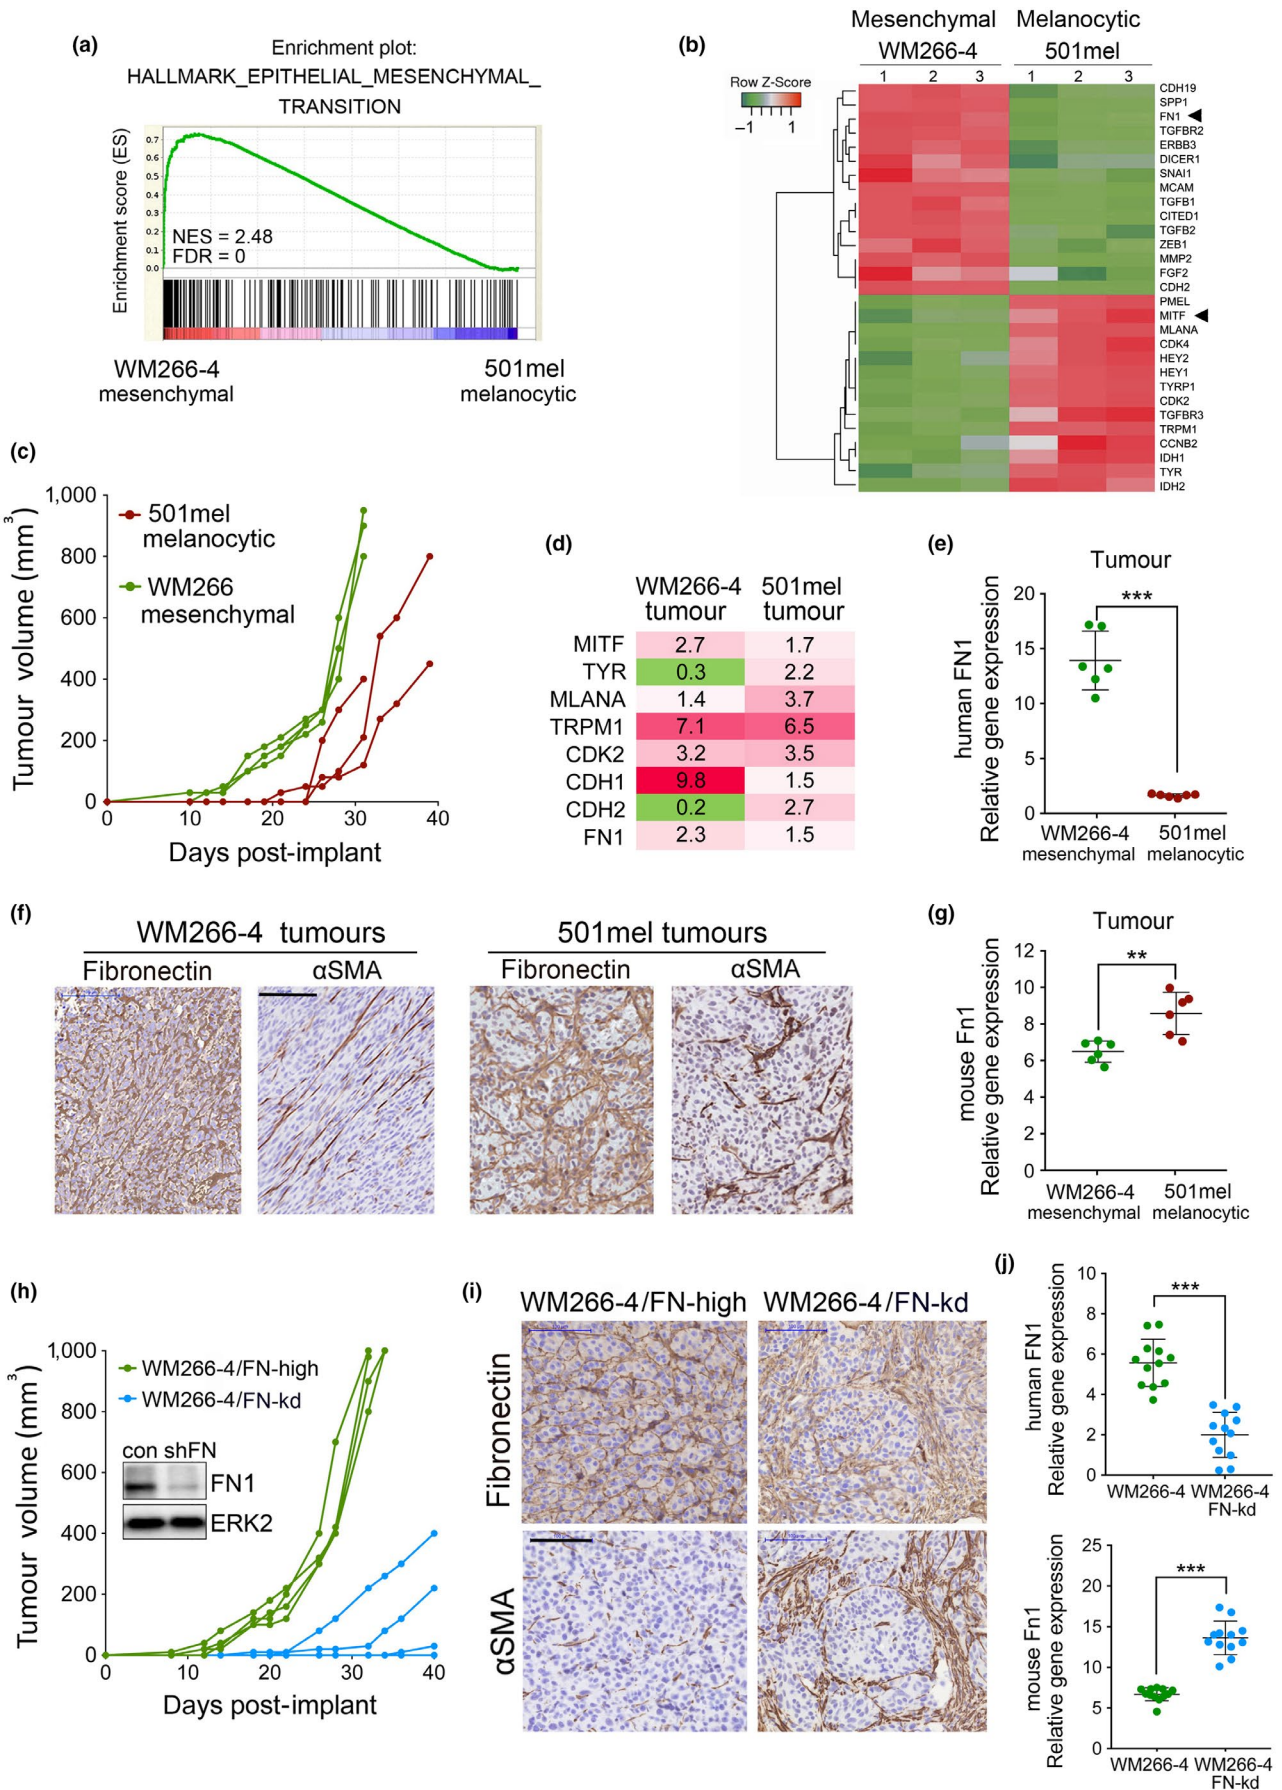 (a)
Enrichment plot:
HALLMARK_EPITHELIAL_MESENCHYMAL_
TRANSITION
Enrichment score (ES)
0.7
0.6
0.5
0.4
0.3
0.2
0.1
0.0
NES = 2.48
FDR = 0
WM266-4
mesenchymal
501mel
melanocytic
(b)
Mesenchymal Melanocytic
WM266-4 501mel
Row Z-Score
−1 1
1 2 3 1 2 3
CDH19
SPP1
FN1
TGFBR2
ERBB3
DICER1
SNAI1
MCAM
TGFB1
CITED1
TGFB2
ZEB1
MMP2
FGF2
CDH2
PMEL
MITF
MLANA
CDK4
HEY2
HEY1
TYRP1
CDK2
TGFBR3
TRPM1
CCNB2
IDH1
TYR
IDH2
(c)
Tumour volume (mm³)
1,000
800
600
400
200
0
501mel
melanocytic
WM266
mesenchymal
0 10 20 30 40
Days post-implant
(d)
WM266-4 501mel
tumour tumour
MITF 2.7 1.7
TYR 0.3 2.2
MLANA 1.4 3.7
TRPM1 7.1 6.5
CDK2 3.2 3.5
CDH1 9.8 1.5
CDH2 0.2 2.7
FN1 2.3 1.5
(e)
Tumour
human FN1
Relative gene expression
20
15
10
5
0
***
WM266-4 501mel
mesenchymal melanocytic
(f)
WM266-4 tumours
Fibronectin αSMA
501mel tumours
Fibronectin αSMA
(g)
Tumour
mouse Fn1
Relative gene expression
12
10
8
6
4
2
0
**
WM266-4 501mel
mesenchymal melanocytic
(h)
Tumour volume (mm³)
1,000
800
600
400
200
0
WM266-4/FN-high
WM266-4/FN-kd
con shFN
FN1
ERK2
0 10 20 30 40
Days post-implant
(i)
WM266-4/FN-high WM266-4/FN-kd
Fibronectin
αSMA
(j)
human FN1
Relative gene expression
10
8
6
4
2
0
***
WM266-4 WM266-4
FN-kd
mouse Fn1
Relative gene expression
25
20
15
10
5
0
***
WM266-4 WM266-4
FN-kd